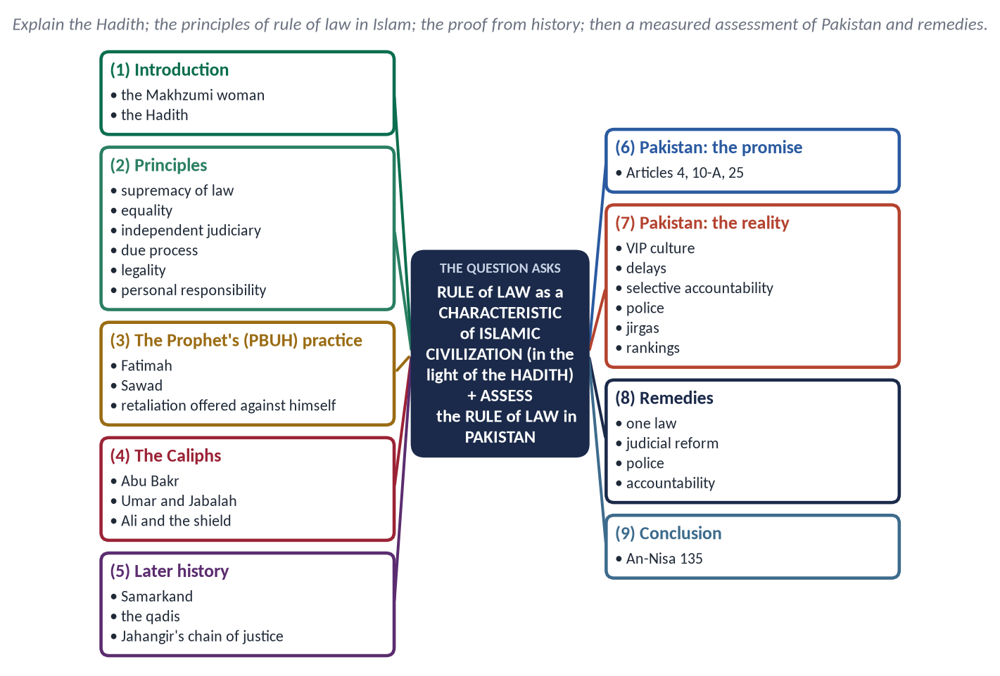 Explain the Hadith; the principles of rule of law in Islam; the proof from history; then a measured assessment of Pakistan and remedies.
(1) Introduction
• the Makhzumi woman
• the Hadith
(2) Principles
• supremacy of law
• equality
• independent judiciary
• due process
• legality
• personal responsibility
(3) The Prophet's (PBUH) practice
• Fatimah
• Sawad
• retaliation offered against himself
(4) The Caliphs
• Abu Bakr
• Umar and Jabalah
• Ali and the shield
(5) Later history
• Samarkand
• the qadis
• Jahangir's chain of justice
THE QUESTION ASKS
RULE of LAW as a
CHARACTERISTIC
of ISLAMIC
CIVILIZATION (in the
light of the HADITH)
+ ASSESS
the RULE of LAW in
PAKISTAN
(6) Pakistan: the promise
• Articles 4, 10-A, 25
(7) Pakistan: the reality
• VIP culture
• delays
• selective accountability
• police
• jirgas
• rankings
(8) Remedies
• one law
• judicial reform
• police
• accountability
(9) Conclusion
• An-Nisa 135